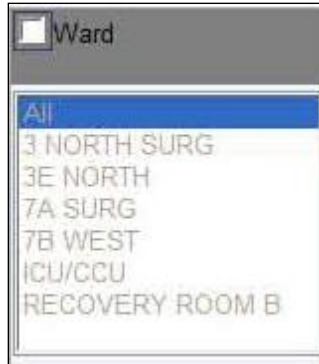 Ward
All
3 NORTH SURG
3E NORTH
7A SURG
7B WEST
ICU/CCU
RECOVERY ROOM B